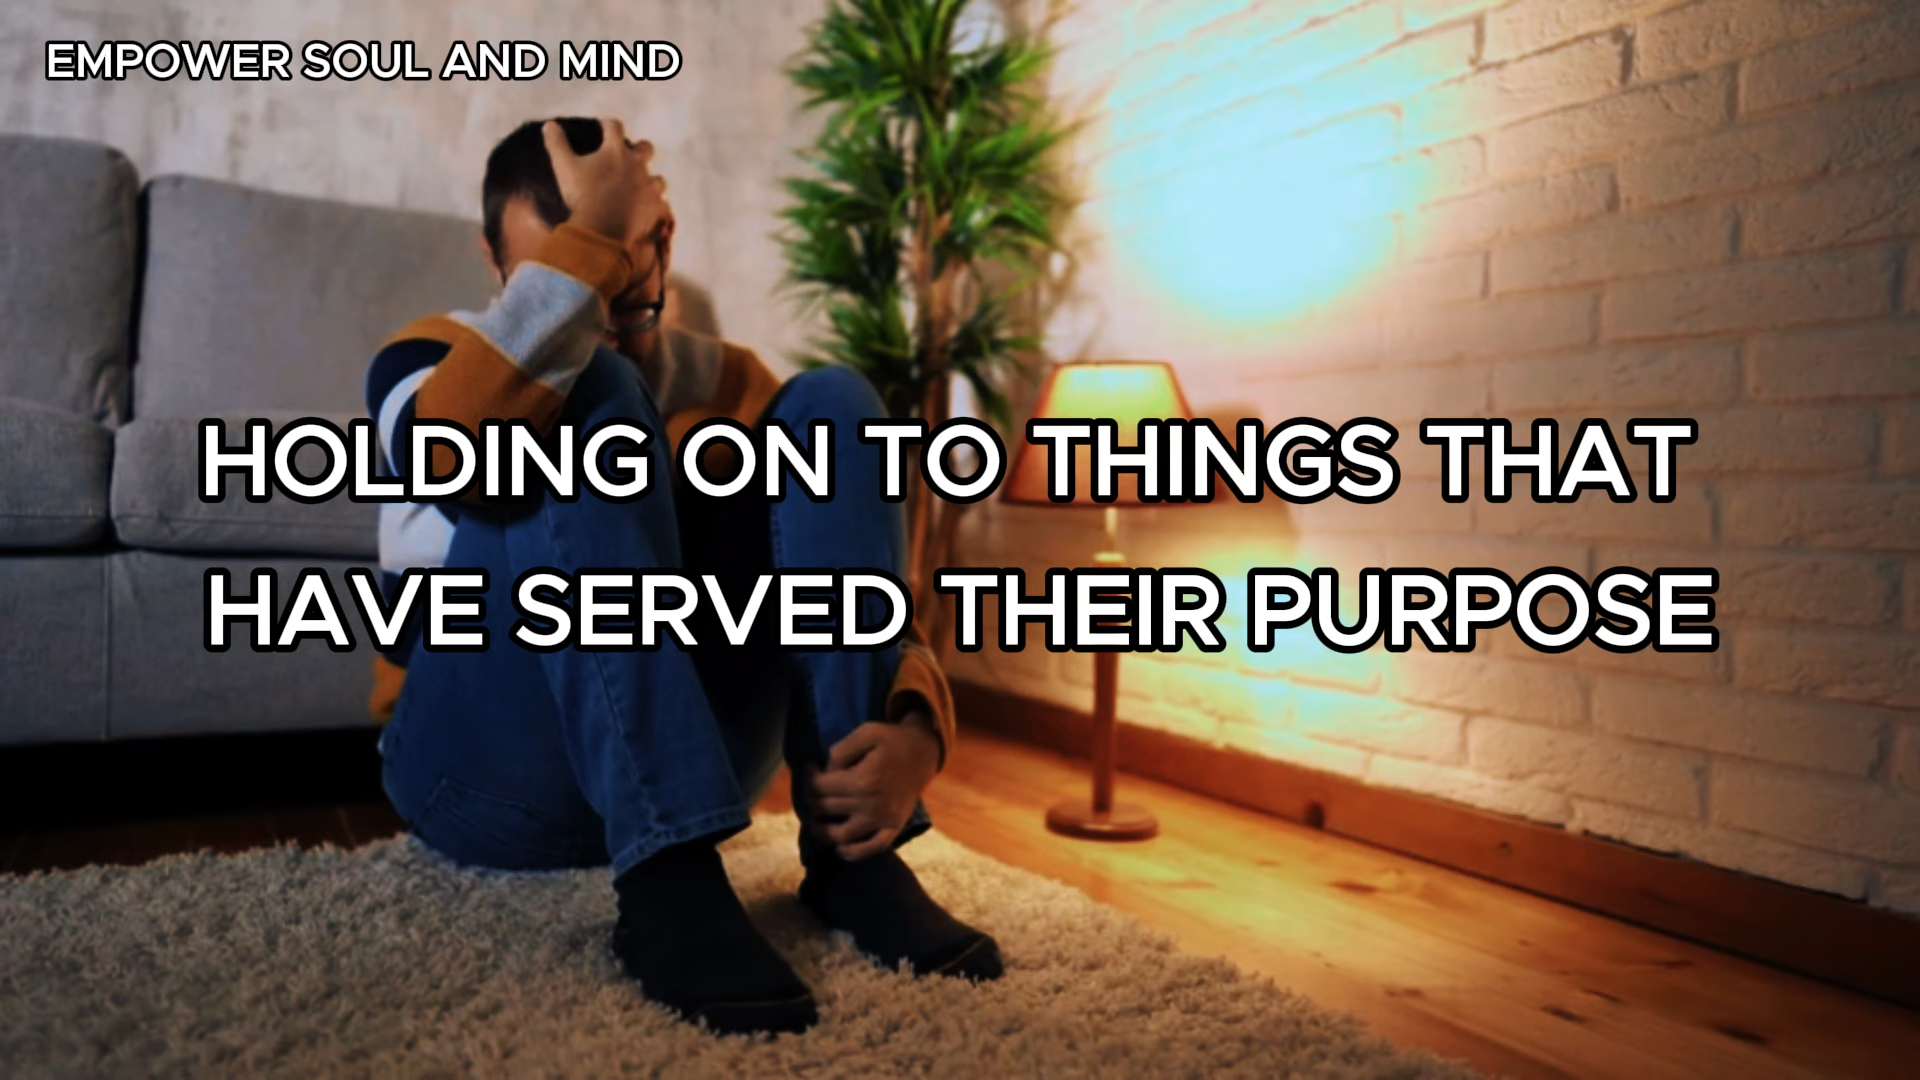 EMPOWER SOUL AND MIND
HOLDING ON TO THINGS THAT
HAVE SERVED THEIR PURPOSE